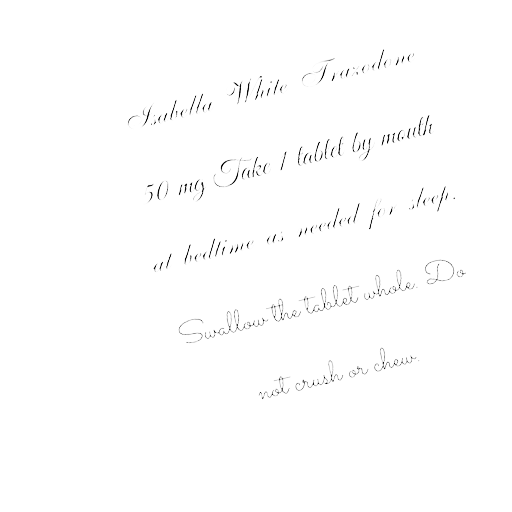 Isabella White Trazodone
50 mg Take 1 tablet by mouth
at bedtime as needed for sleep.
Swallow the tablet whole. Do
not crush or chew.